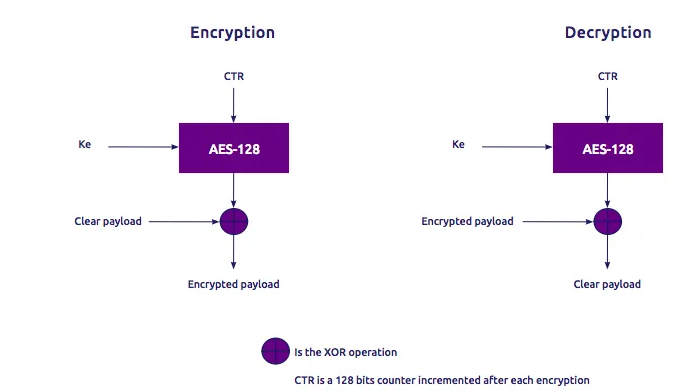 Encryption
Decryption
CTR
CTR
Ke
AES-128
Ke
AES-128
Clear payload
Encrypted payload
Encrypted payload
Clear payload
Is the XOR operation
CTR is a 128 bits counter incremented after each encryption